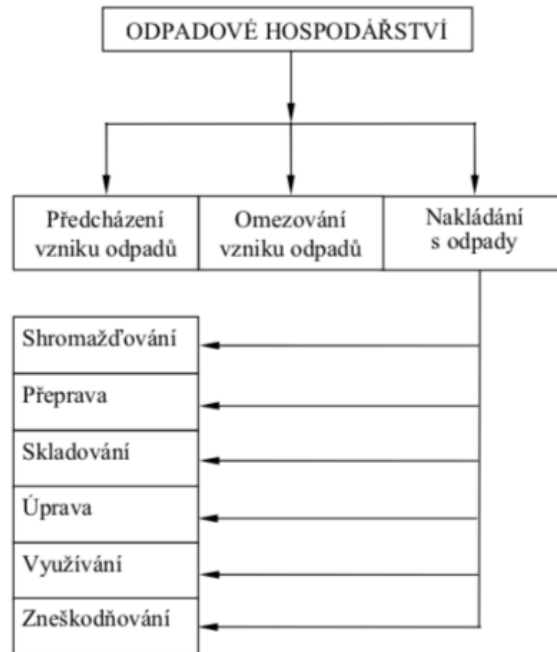 ODPADOVÉ HOSPODÁŘSTVÍ
Předcházení
vzniku odpadů
Omezování
vzniku odpadů
Nakládání
s odpady
Shromažďování
Přeprava
Skladování
Úprava
Využívání
Zneškodňování